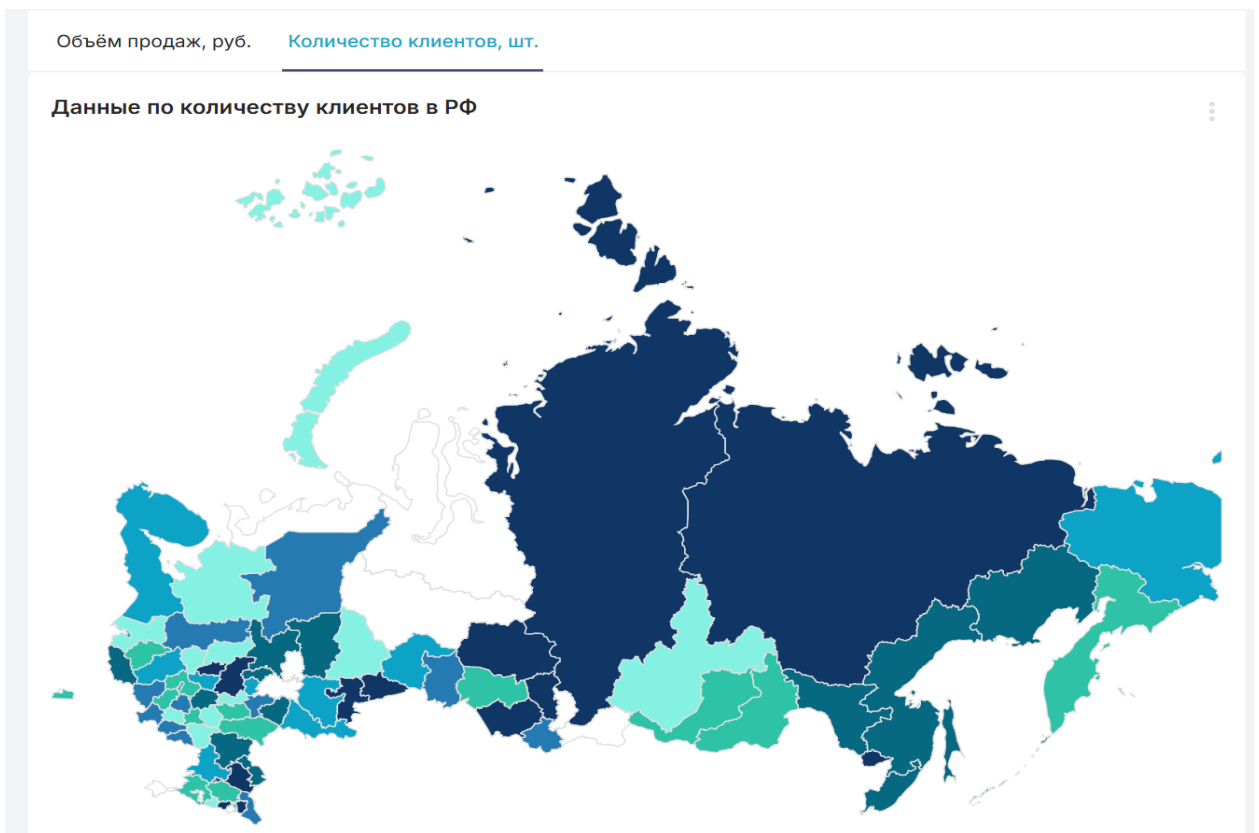 Объём продаж, руб. Количество клиентов, шт.
Данные по количеству клиентов в РФ